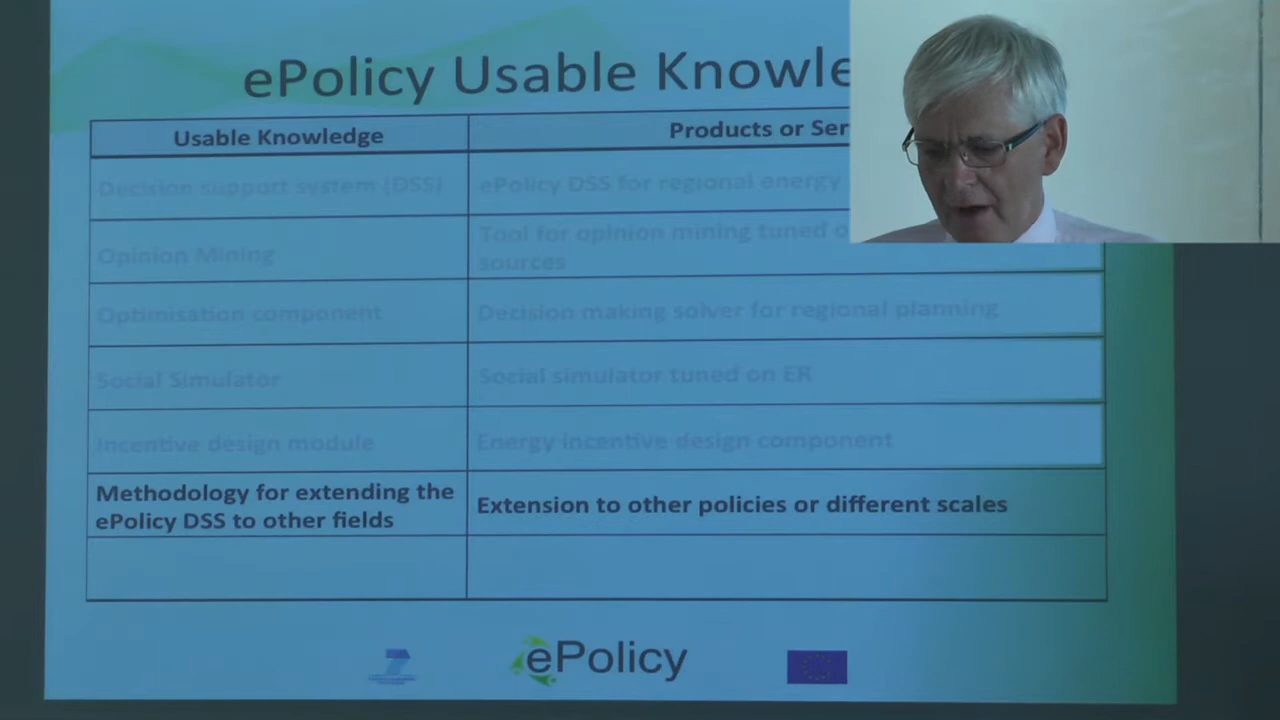 ePolicy Usable Knowle
Usable Knowledge
Products or Ser
Decision support system (DSS)
ePolicy DSS for regional energy
Opinion Mining
Tool for opinion mining tuned
sources
Optimisation component
Decision making solver for regional planning
Social Simulator
Social simulator tuned on ER
Incentive design module
Energy incentive design component
Methodology for extending the
ePolicy DSS to other fields
Extension to other policies or different scales
ePolicy